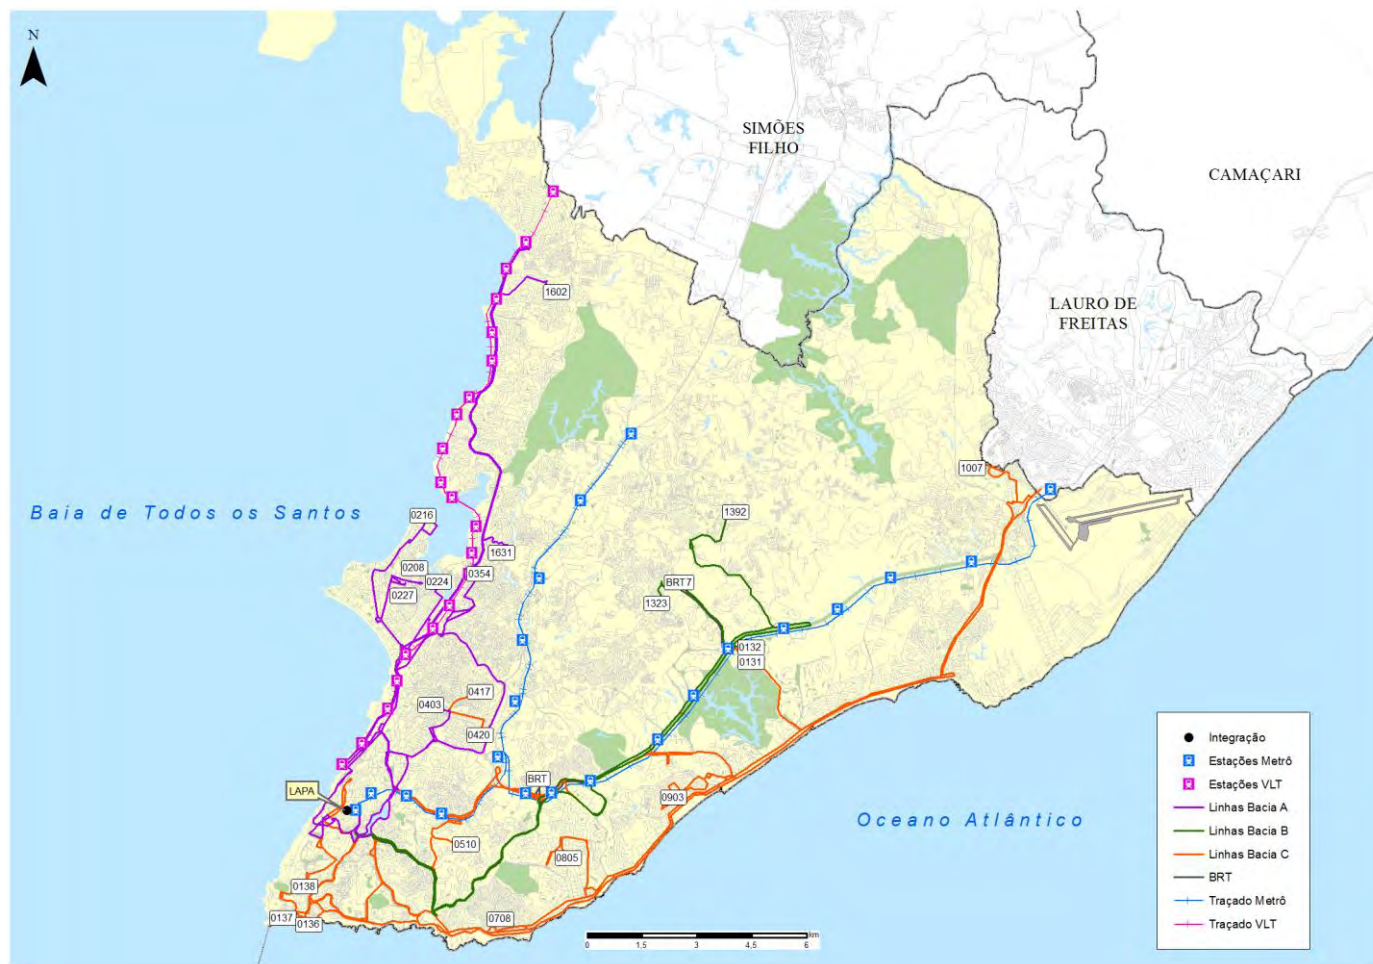 N
SIMÕES
FILHO
CAMAÇARI
LAURO DE
FREITAS
1602
1007
Baia de Todos os Santos
0216
1392
1631
0208
0224
0354
0227
BRT7
1323
0132
0131
0417
0403
0420
LAPA
BRT
4
0903
Oceano Atlântico
0510
0805
0138
0137
0136
0708
km
0
1,5
3
4,5
6
Integração
Estações Metrô
Estações VLT
Linhas Bacia A
Linhas Bacia B
Linhas Bacia C
BRT
Traçado Metrô
Traçado VLT